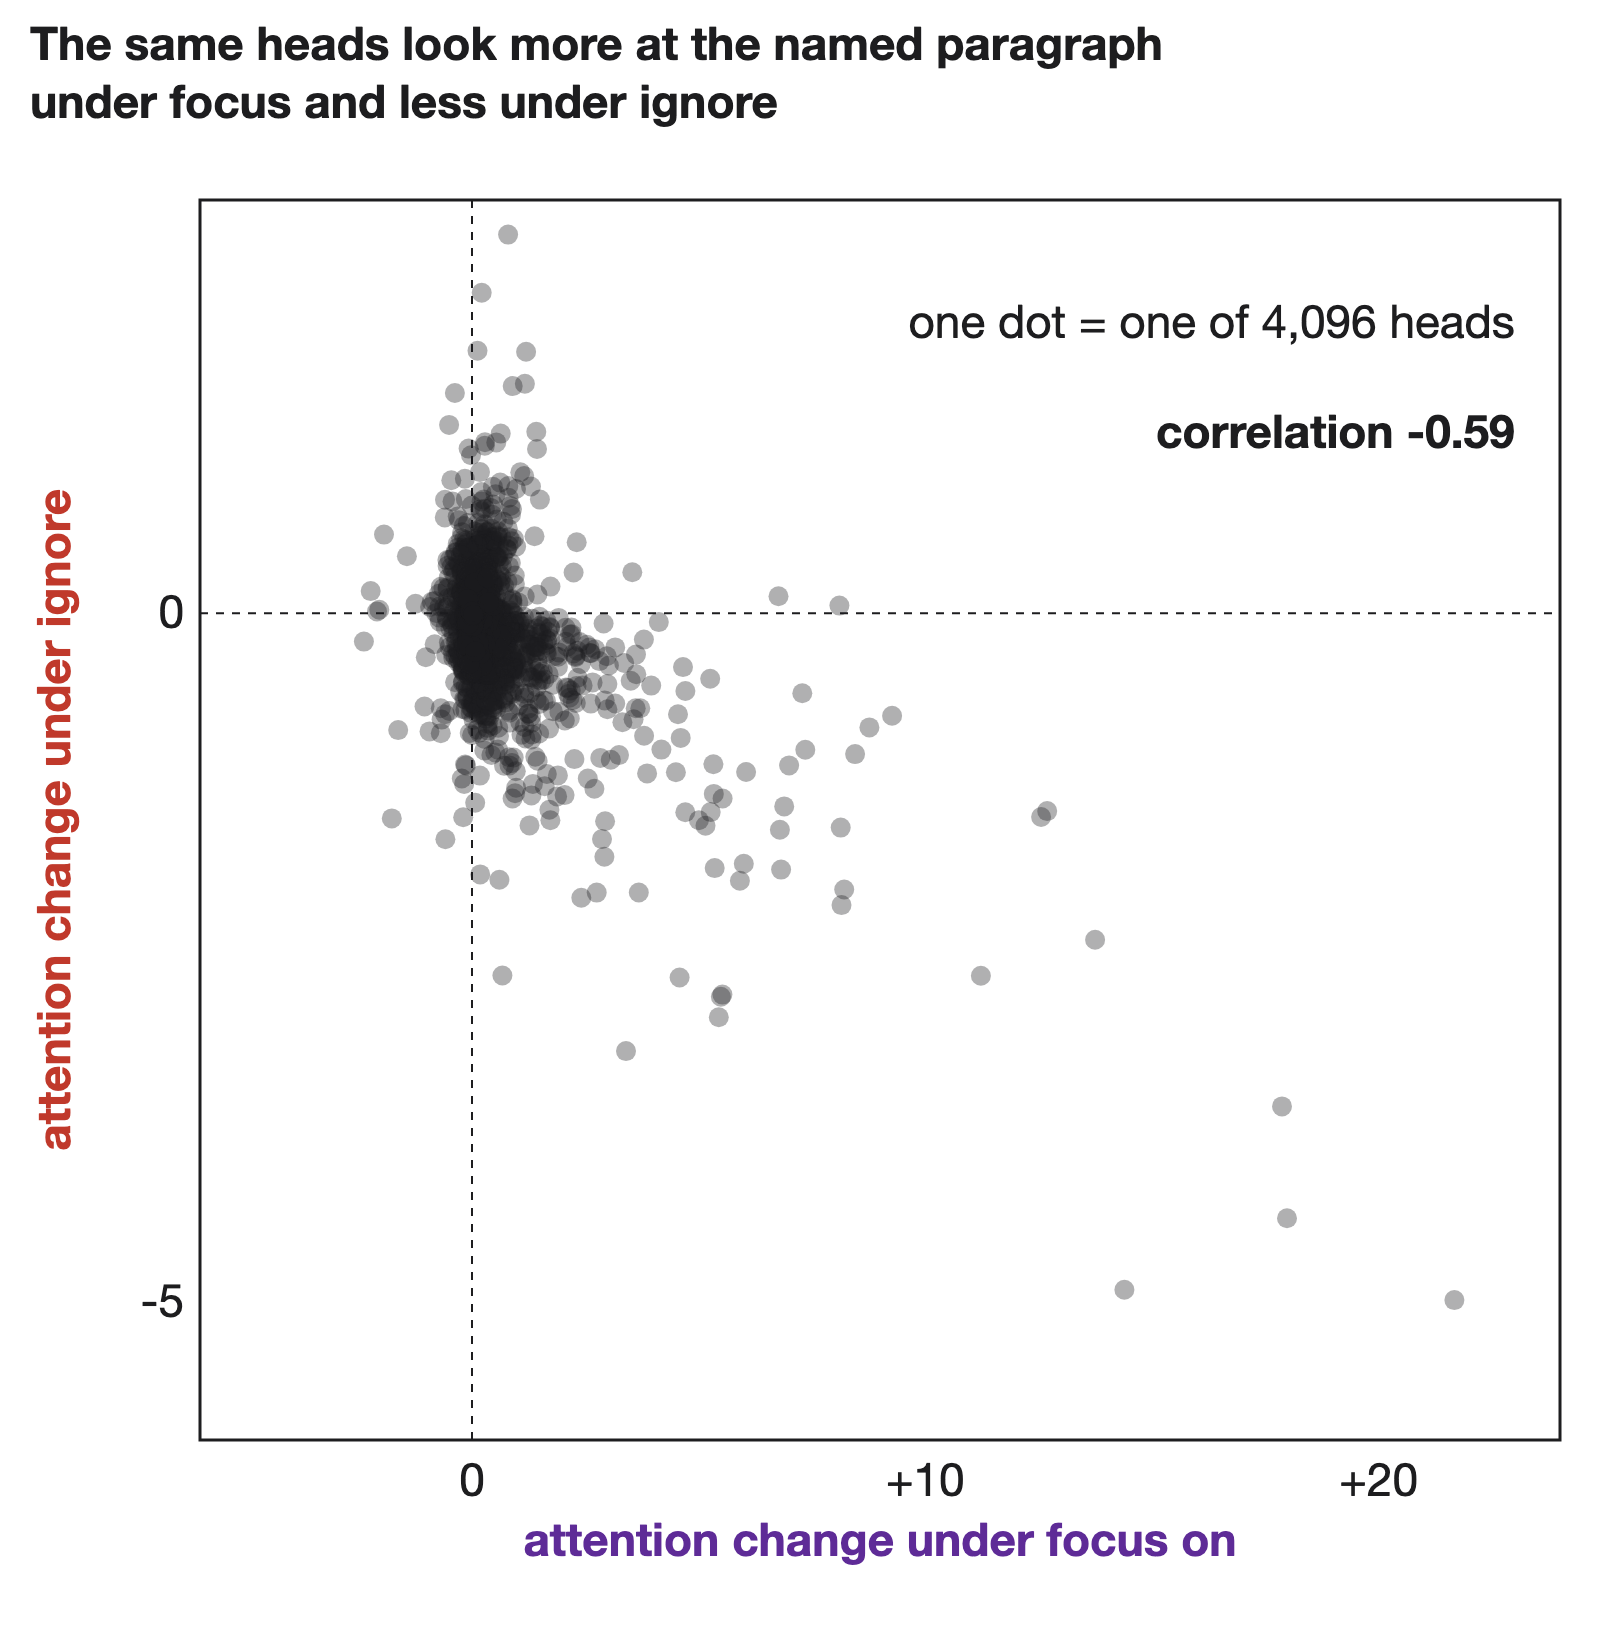 The same heads look more at the named paragraph
under focus and less under ignore
one dot = one of 4,096 heads
correlation -0.59
attention change under ignore
0
-5
0
+10
+20
attention change under focus on